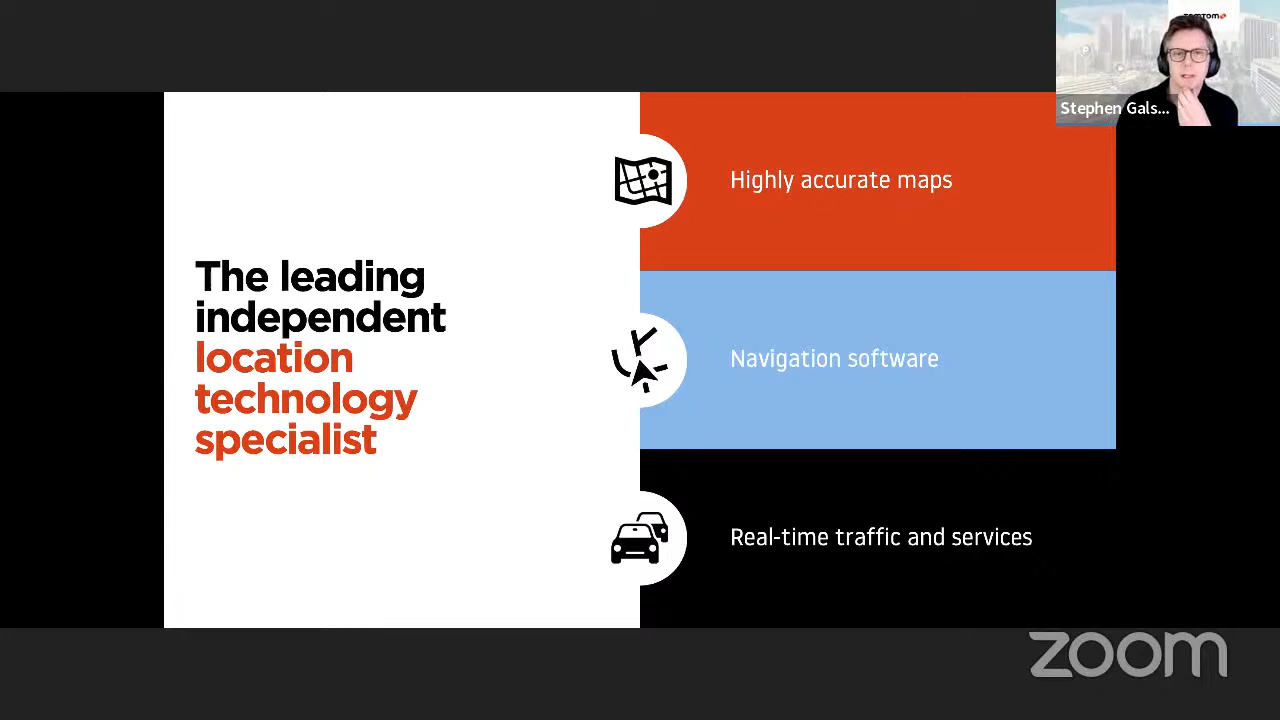 TOMTOM
Stephen Gals...
The leading
independent
location
technology
specialist
Highly accurate maps
Navigation software
Real-time traffic and services
zoom